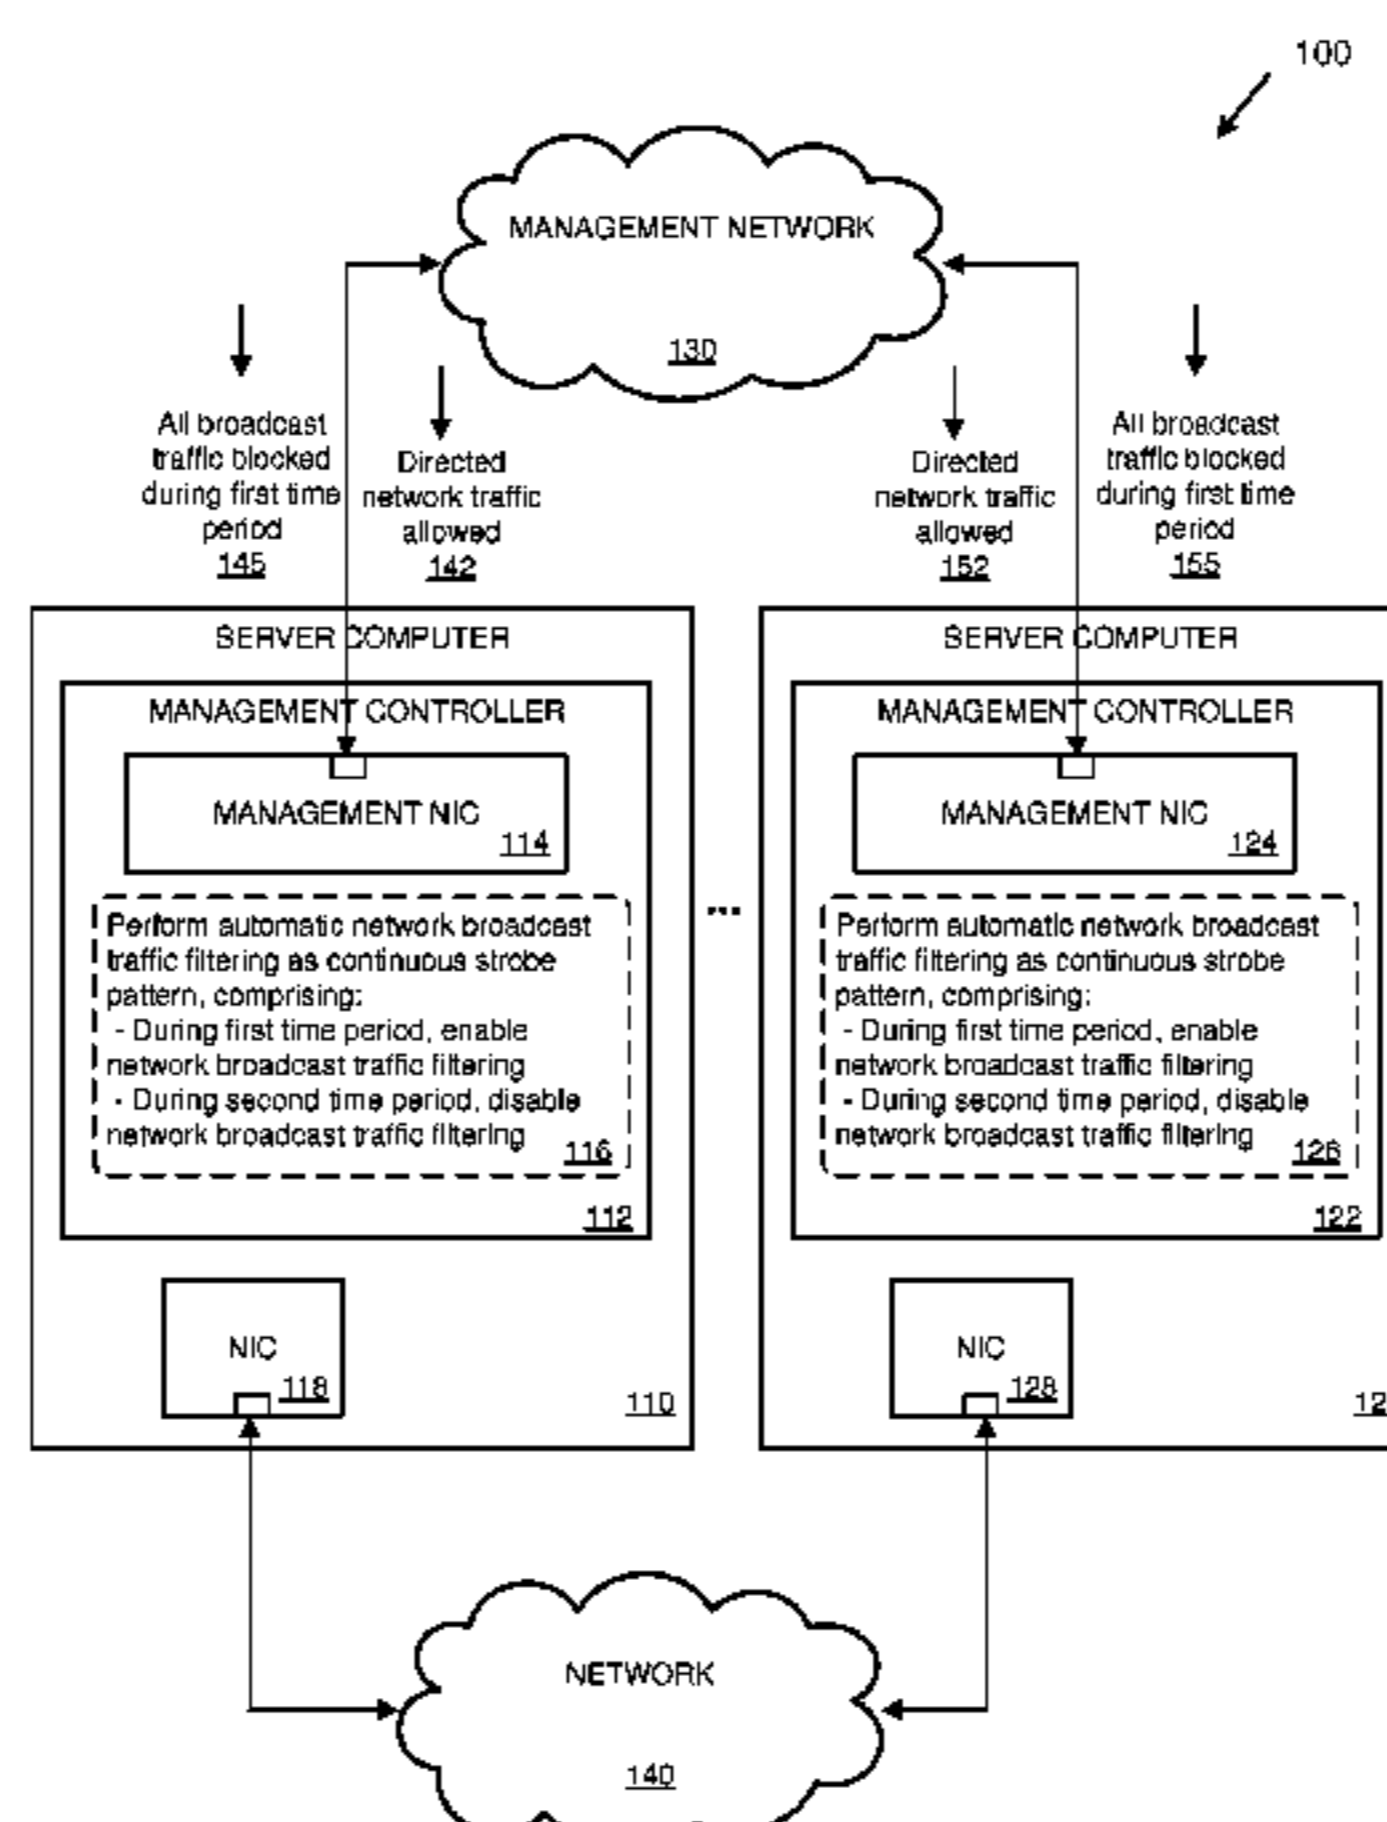 100
MANAGEMENT NETWORK
130
All broadcast
traffic blocked
during first time
period
145
Directed
network traffic
allowed
142
Directed
network traffic
allowed
152
All broadcast
traffic blocked
during first time
period
155
SERVER COMPUTER
MANAGEMENT CONTROLLER
MANAGEMENT NIC
114
Perform automatic network broadcast
traffic filtering as continuous strobe
pattern, comprising:
- During first time period, enable
network broadcast traffic filtering
- During second time period, disable
network broadcast traffic filtering
116
112
NIC
118
110
...
SERVER COMPUTER
MANAGEMENT CONTROLLER
MANAGEMENT NIC
124
Perform automatic network broadcast
traffic filtering as continuous strobe
pattern, comprising:
- During first time period, enable
network broadcast traffic filtering
- During second time period, disable
network broadcast traffic filtering
126
122
NIC
128
NETWORK
140